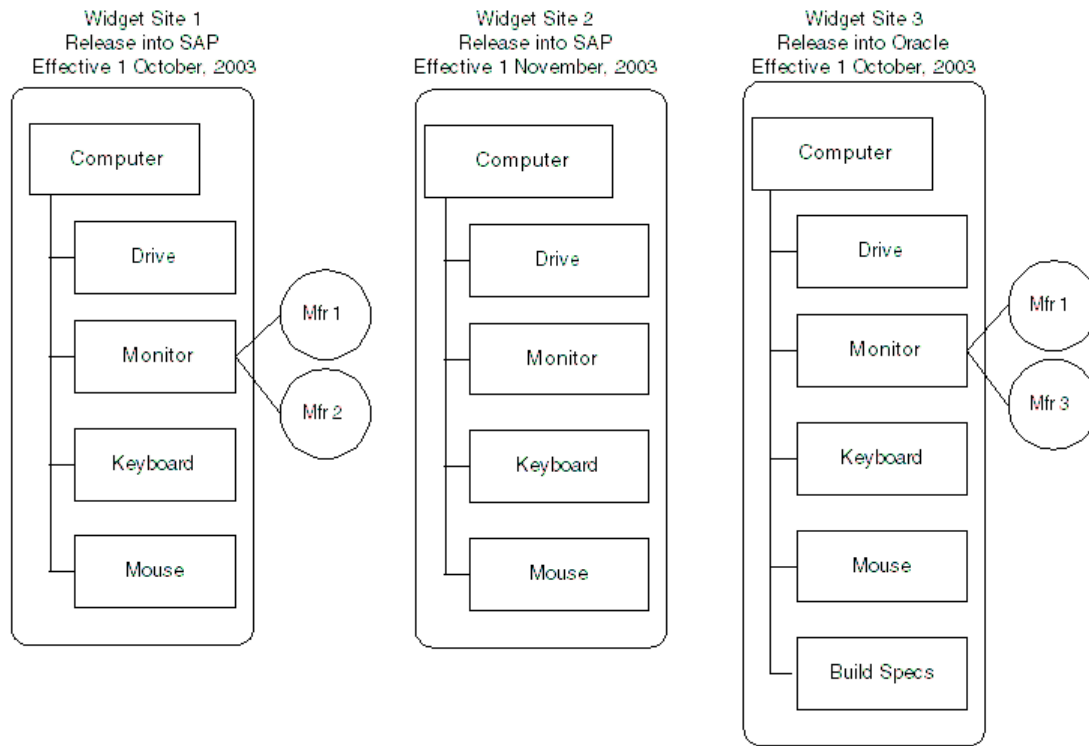 Widget Site 1
Release into SAP
Effective 1 October, 2003
Computer
Drive
Monitor
Mfr 1
Mfr 2
Keyboard
Mouse
Widget Site 2
Release into SAP
Effective 1 November, 2003
Computer
Drive
Monitor
Keyboard
Mouse
Widget Site 3
Release into Oracle
Effective 1 October, 2003
Computer
Drive
Monitor
Mfr 1
Mfr 3
Keyboard
Mouse
Build Specs